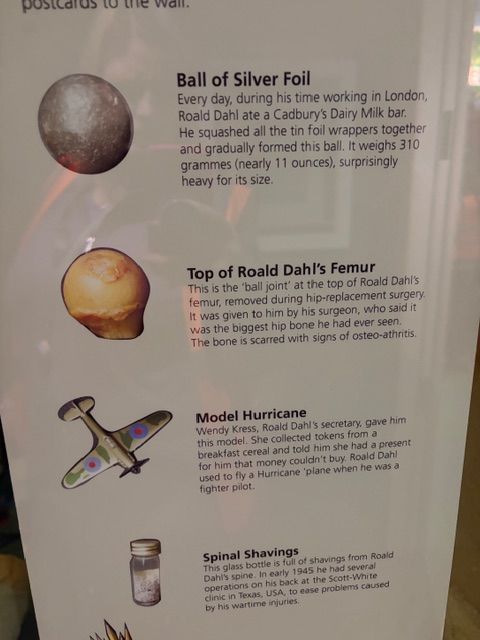 postcards to the wall.
Ball of Silver Foil
Every day, during his time working in London,
Roald Dahl ate a Cadbury's Dairy Milk bar.
He squashed all the tin foil wrappers together
and gradually formed this ball. It weighs 310
grammes (nearly 11 ounces), surprisingly
heavy for its size.
Top of Roald Dahl's Femur
This is the 'ball joint' at the top of Roald Dahl's
femur, removed during hip-replacement surgery.
It was given to him by his surgeon, who said it
was the biggest hip bone he had ever seen.
The bone is scarred with signs of osteo-athritis.
Model Hurricane
Wendy Kress, Roald Dahl's secretary, gave him
this model. She collected tokens from a
breakfast cereal and told him she had a present
for him that money couldn't buy. Roald Dahl
used to fly a Hurricane 'plane when he was a
fighter pilot.
Spinal Shavings
This glass bottle is full of shavings from Roald
Dahl's spine. In early 1945 he had several
operations on his back at the Scott-White
clinic in Texas, USA, to ease problems caused
by his wartime injuries.